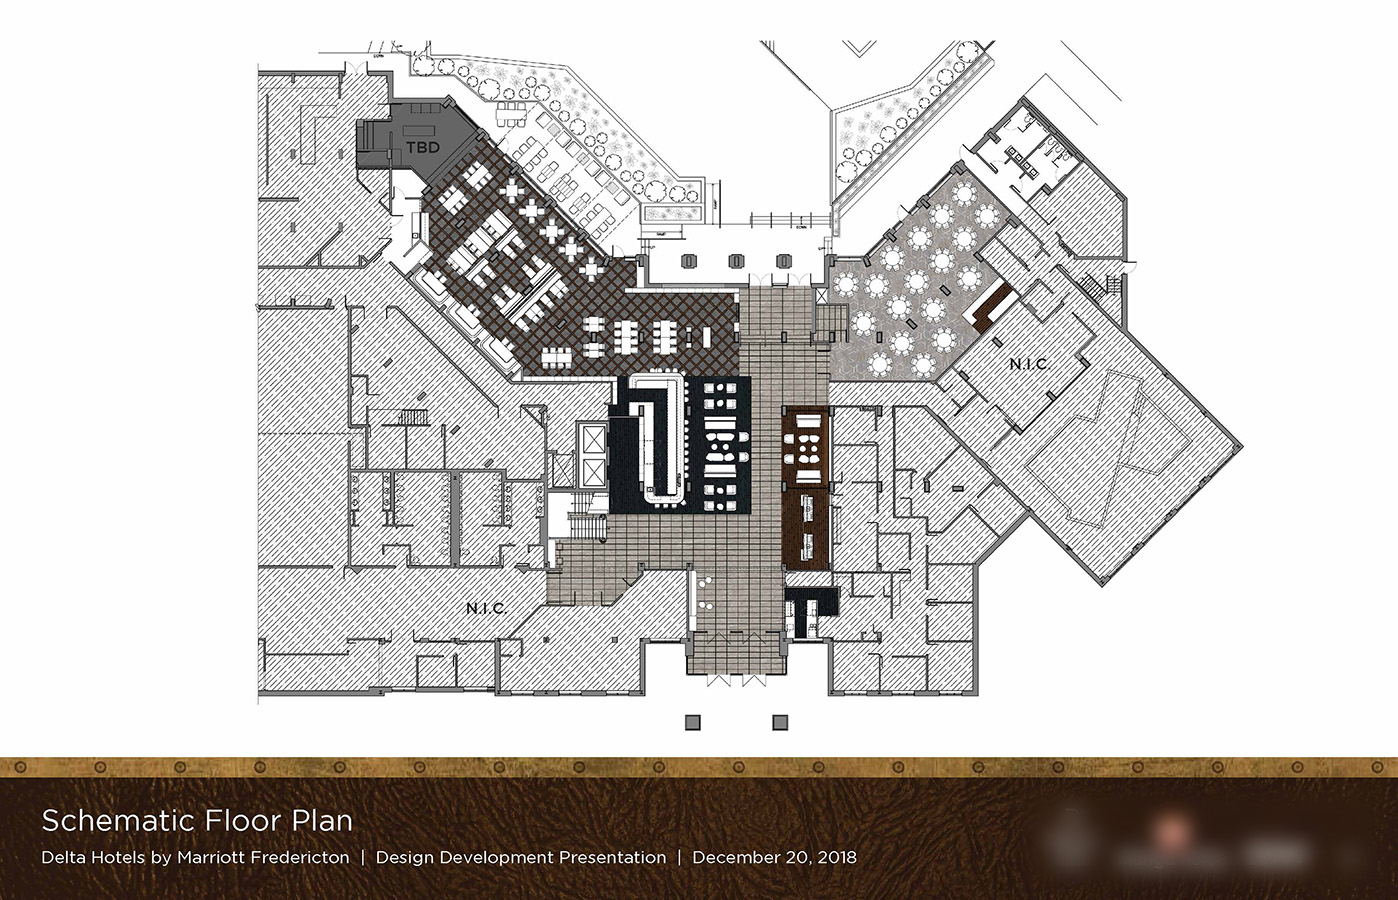 TBD
N.I.C.
N.I.C.
Schematic Floor Plan
Delta Hotels by Marriott Fredericton | Design Development Presentation | December 20, 2018